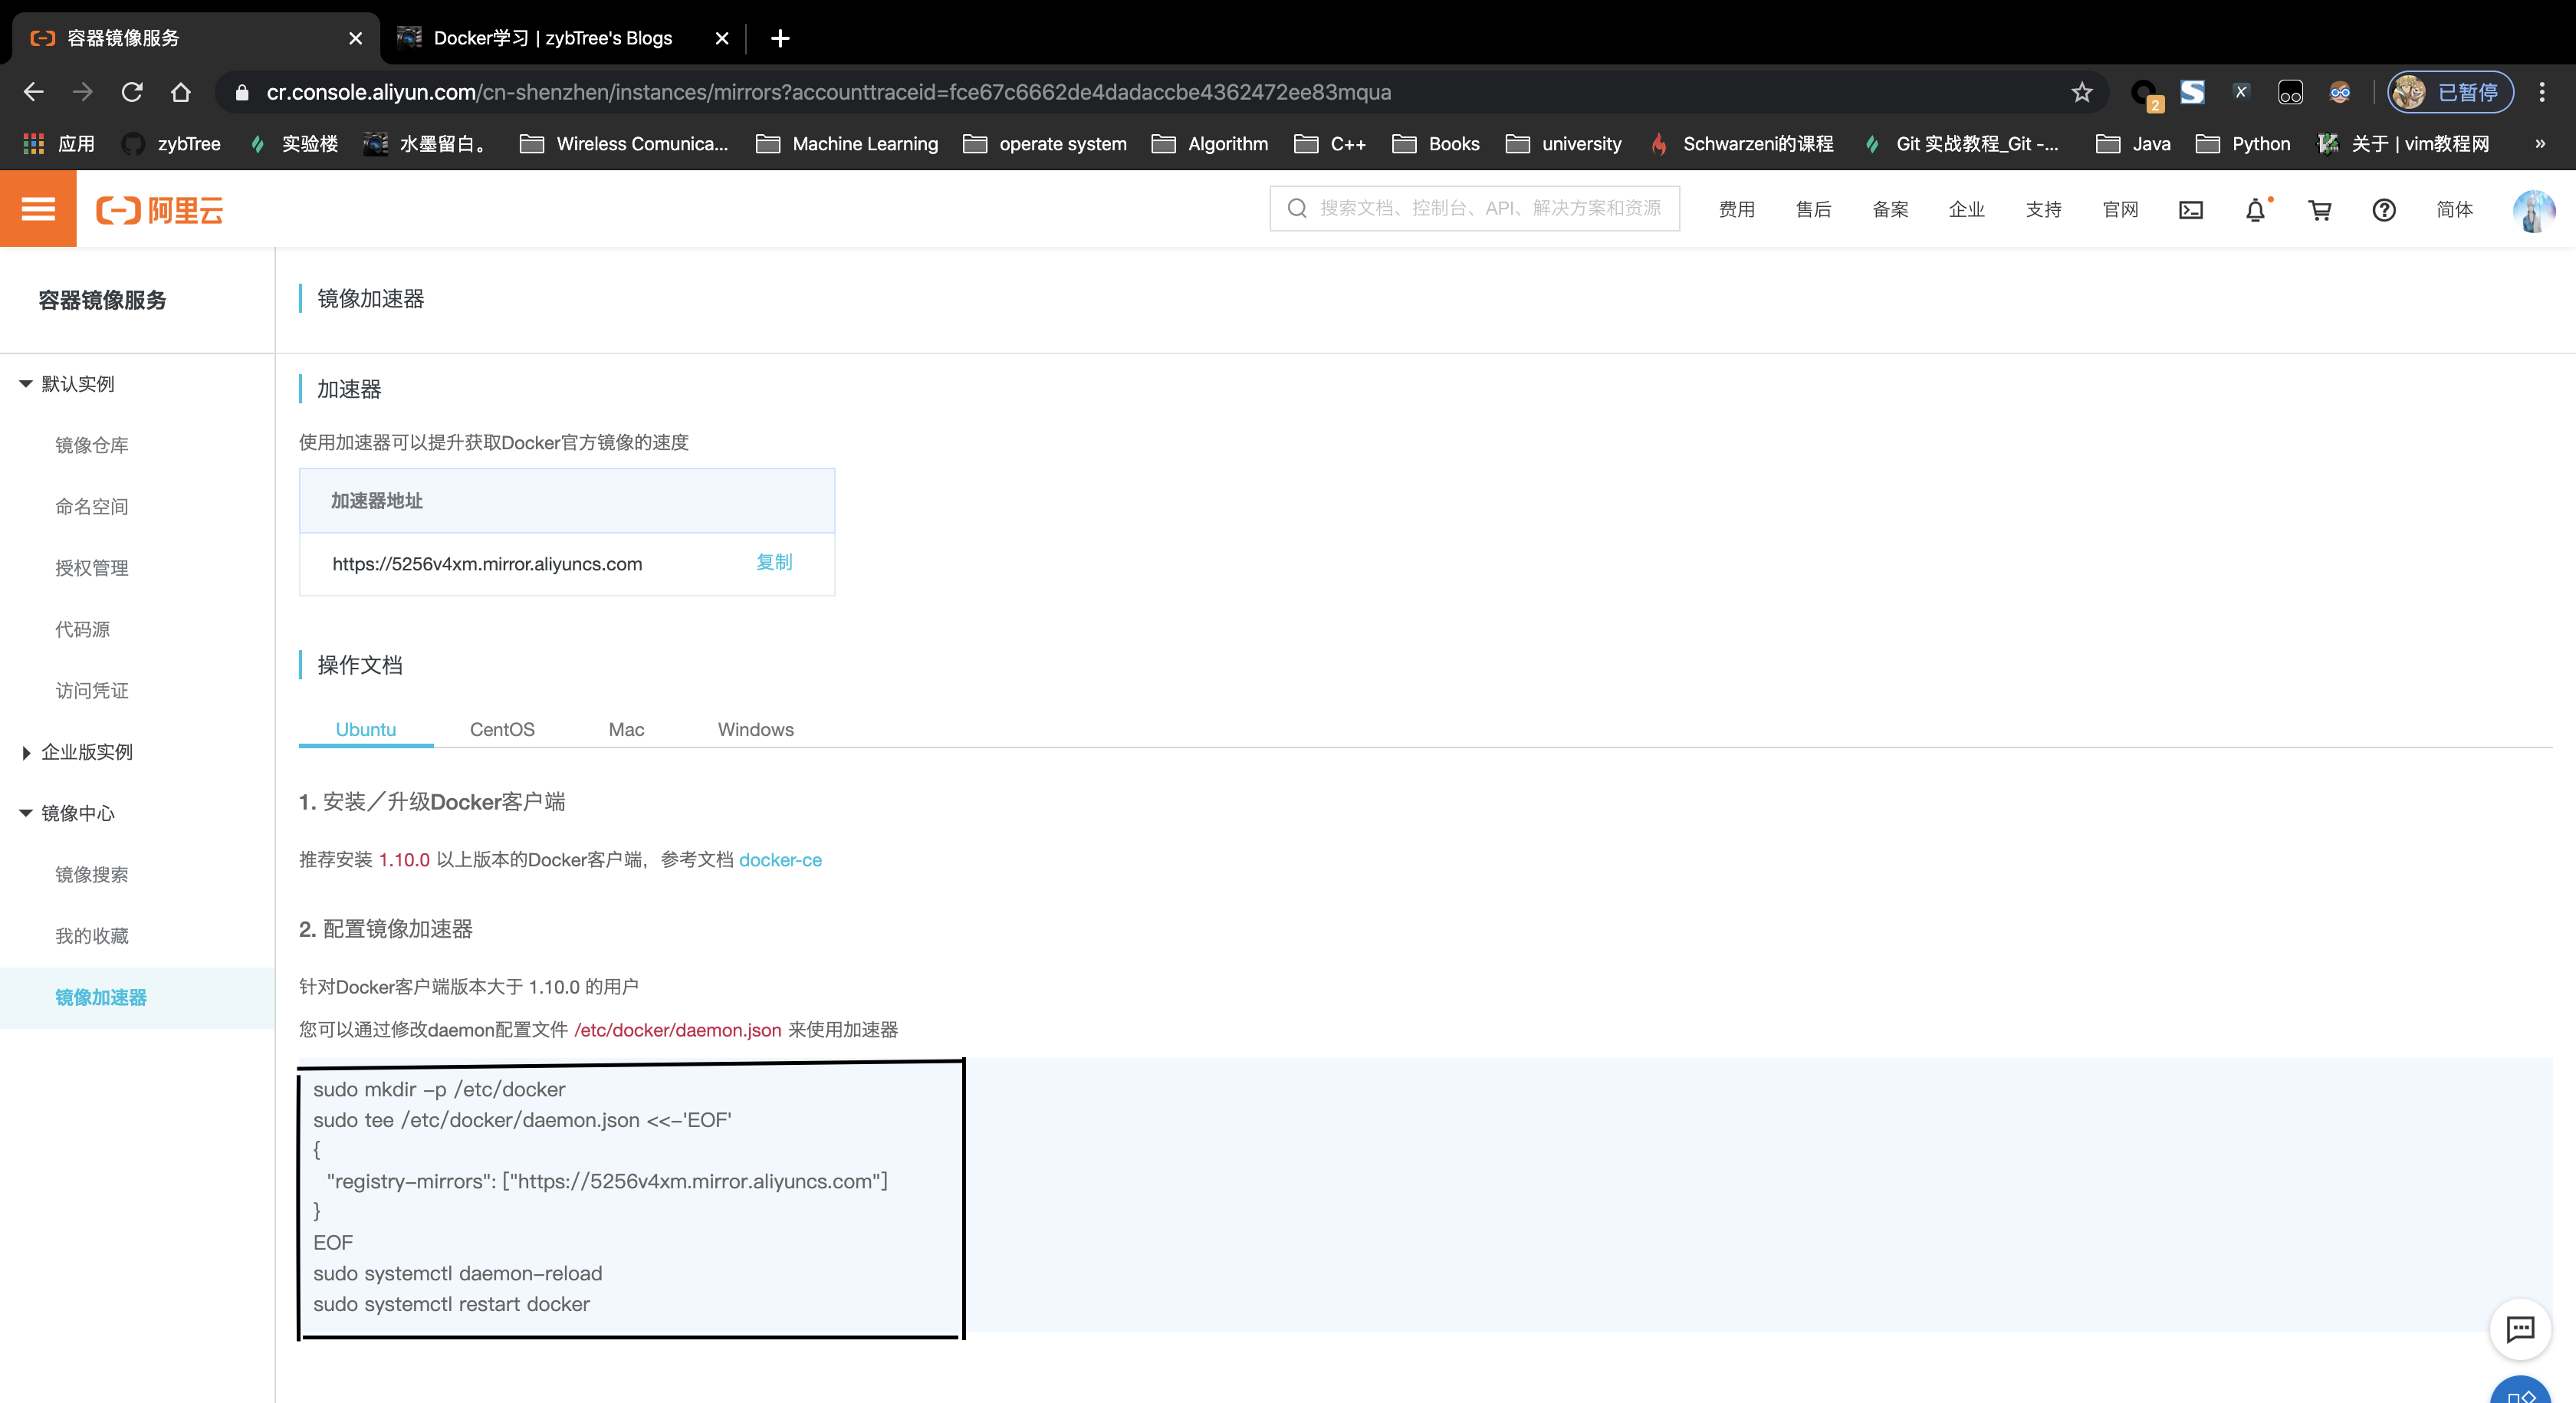 容器镜像服务
Docker学习 | zybTree's Blogs
cr.console.aliyun.com/cn-shenzhen/instances/mirrors?accounttraceid=fce67c6662de4dadaccbe4362472ee83mqua
2
已暂停
应用
zybTree
实验楼
水墨留白。
Wireless Comunica...
Machine Learning
operate system
Algorithm
C++
Books
university
Schwarzeni的课程
Git 实战教程_Git -...
Java
Python
关于 | vim教程网
»
阿里云
搜索文档、控制台、API、解决方案和资源
费用
售后
备案
企业
支持
官网
简体
容器镜像服务
默认实例
镜像仓库
命名空间
授权管理
代码源
访问凭证
企业版实例
镜像中心
镜像搜索
我的收藏
镜像加速器
镜像加速器
加速器
使用加速器可以提升获取Docker官方镜像的速度
加速器地址
https://5256v4xm.mirror.aliyuncs.com 复制
操作文档
Ubuntu CentOS Mac Windows
1. 安装／升级Docker客户端
推荐安装 1.10.0 以上版本的Docker客户端，参考文档 docker-ce
2. 配置镜像加速器
针对Docker客户端版本大于 1.10.0 的用户
您可以通过修改daemon配置文件 /etc/docker/daemon.json 来使用加速器
sudo mkdir -p /etc/docker
sudo tee /etc/docker/daemon.json <<-'EOF'
{
"registry-mirrors": ["https://5256v4xm.mirror.aliyuncs.com"]
}
EOF
sudo systemctl daemon-reload
sudo systemctl restart docker